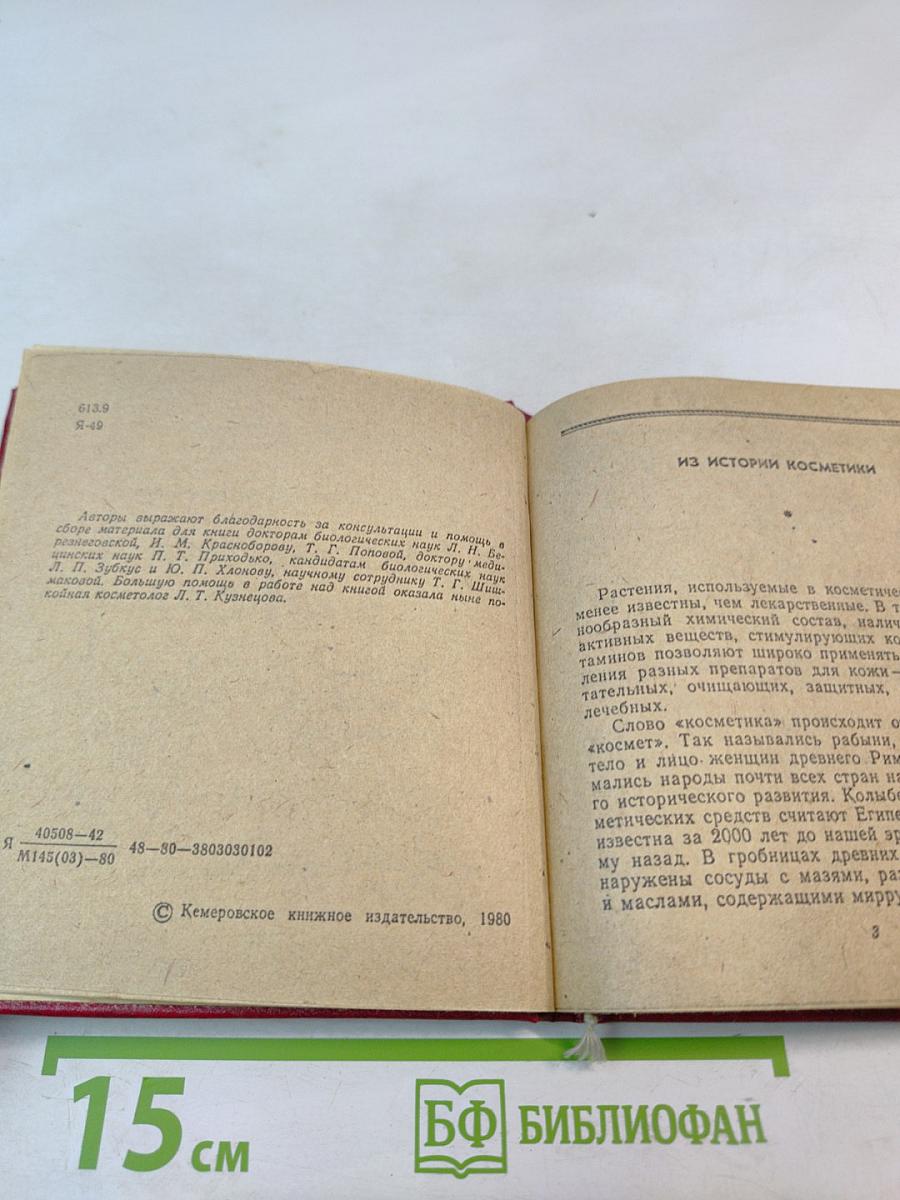 613.9
Я-49
Авторы выражают благодарность за консультации и помощь в
сборе материала для книги докторам биологических наук Л. Н. Бе-
резнеговской, И. М. Красноборову, Т. Г. Поповой, доктору меди-
цинских наук П. Т. Приходько, кандидатам биологических наук
Л. П. Зубкус и Ю. П. Хлонову, научному сотруднику Т. Г. Шиш-
маковой. Большую помощь в работе над книгой оказала ныне по-
койная косметолог Л. Т. Кузнецова.
Я 40508—42
М145(03)—80 48—80—3803030102
© Кемеровское книжное издательство, 1980
ИЗ ИСТОРИИ КОСМЕТИКИ
Растения, используемые в косметиче
менее известны, чем лекарственные. В т
нообразный химический состав, налич
активных веществ, стимулирующих ко
таминов позволяют широко применять
ления разных препаратов для кожи—
тательных, очищающих, защитных,
лечебных.
Слово «косметика» происходит о
«космет». Так назывались рабыни,
тело и лицо женщин древнего Рим
мались народы почти всех стран на
го исторического развития. Колыбе
метических средств считают Египе
известна за 2000 лет до нашей эр
му назад. В гробницах древних
наружены сосуды с мазями, раз
и маслами, содержащими мирру
3
15 см
БФ БИБЛИОФАН